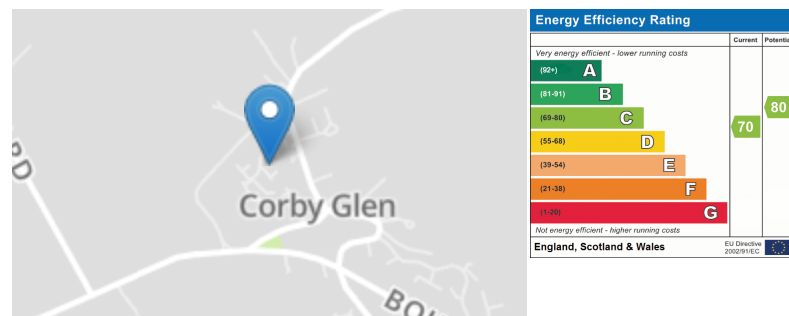 RD
Corby Glen
BO
Energy Efficiency Rating
Current Potentia
Very energy efficient - lower running costs
(92+) A
(81-91) B
(69-80) C
(55-68) D
(39-54) E
(21-38) F
(1-20) G
70
80
Not energy efficient - higher running costs
England, Scotland & Wales
EU Directive
2002/91/EC